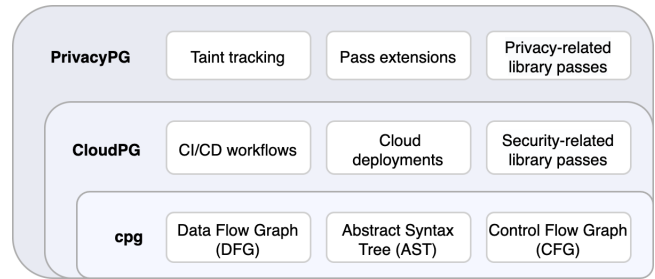 PrivacyPG
Taint tracking
Pass extensions
Privacy-related
library passes
CloudPG
CI/CD workflows
Cloud
deployments
Security-related
library passes
cpg
Data Flow Graph
(DFG)
Abstract Syntax
Tree (AST)
Control Flow Graph
(CFG)